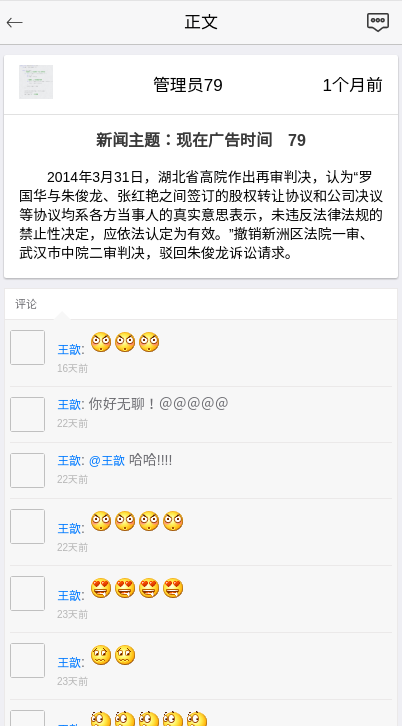 正文
管理员79 1个月前
新闻主题：现在广告时间 79
2014年3月31日，湖北省高院作出再审判决，认为“罗
国华与朱俊龙、张红艳之间签订的股权转让协议和公司决议
等协议均系各方当事人的真实意思表示，未违反法律法规的
禁止性决定，应依法认定为有效。”撤销新洲区法院一审、
武汉市中院二审判决，驳回朱俊龙诉讼请求。
评论
王歆:
16天前
王歆: 你好无聊！@@@@@
22天前
王歆: @王歆 哈哈!!!!
22天前
王歆:
22天前
王歆:
23天前
王歆:
23天前